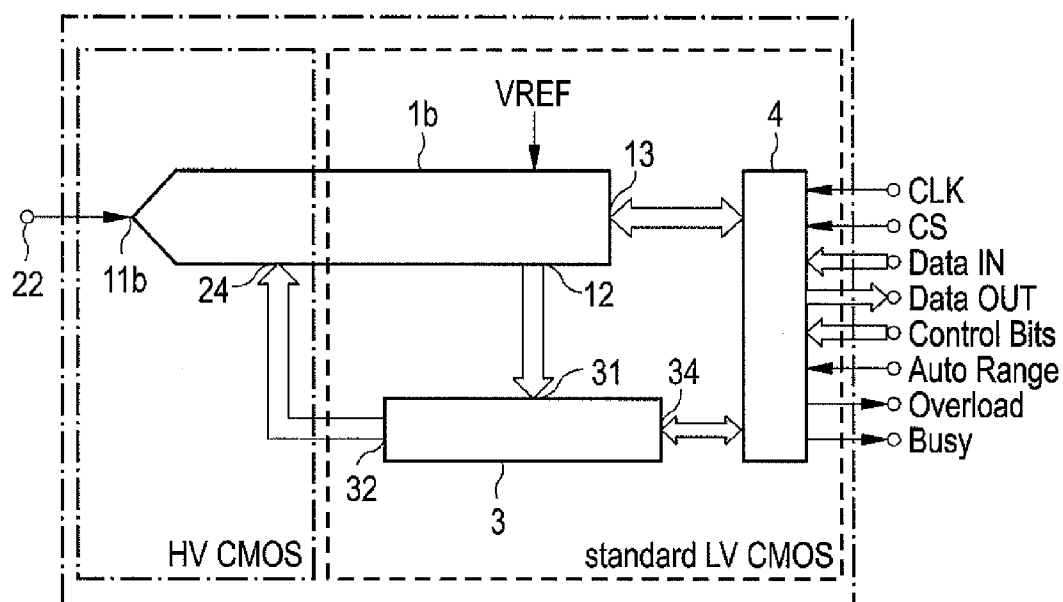 VREF
1b
4
13
CLK
CS
22
11b
24
12
Data IN
Data OUT
Control Bits
31
34
Auto Range
Overload
32
3
Busy
HV CMOS
standard LV CMOS